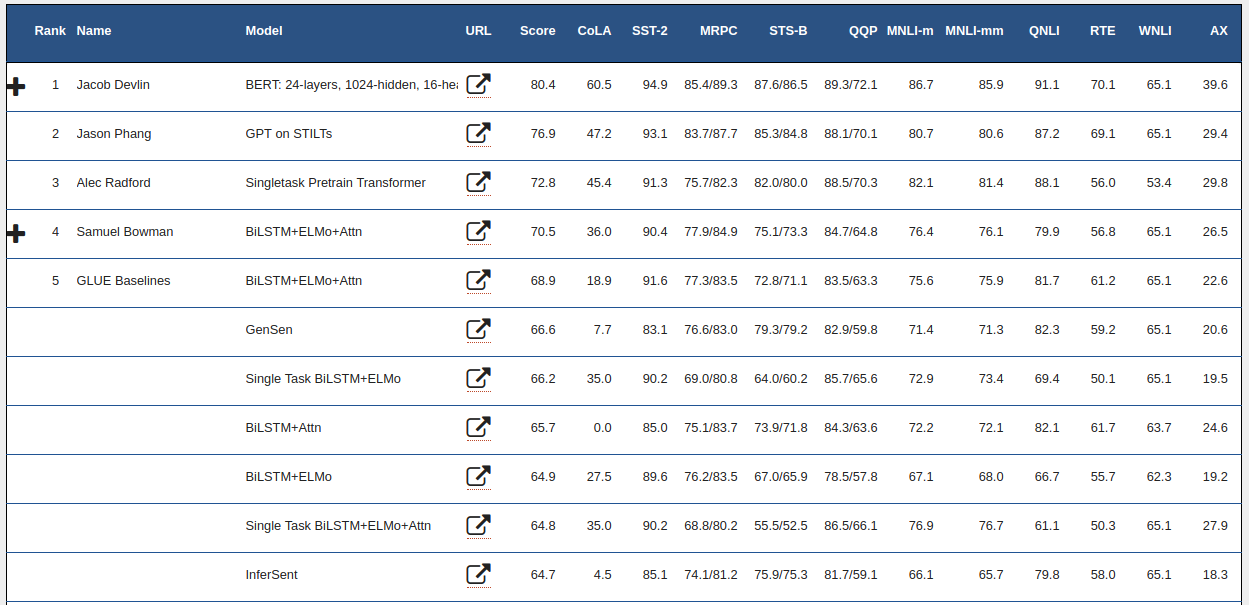 Rank Name Model URL Score CoLA SST-2 MRPC STS-B QQP MNLI-m MNLI-mm QNLI RTE WNLI AX
1 Jacob Devlin BERT: 24-layers, 1024-hidden, 16-hea 80.4 60.5 94.9 85.4/89.3 87.6/86.5 89.3/72.1 86.7 85.9 91.1 70.1 65.1 39.6
2 Jason Phang GPT on STILTs 76.9 47.2 93.1 83.7/87.7 85.3/84.8 88.1/70.1 80.7 80.6 87.2 69.1 65.1 29.4
3 Alec Radford Singletask Pretrain Transformer 72.8 45.4 91.3 75.7/82.3 82.0/80.0 88.5/70.3 82.1 81.4 88.1 56.0 53.4 29.8
4 Samuel Bowman BiLSTM+ELMo+Attn 70.5 36.0 90.4 77.9/84.9 75.1/73.3 84.7/64.8 76.4 76.1 79.9 56.8 65.1 26.5
5 GLUE Baselines BiLSTM+ELMo+Attn 68.9 18.9 91.6 77.3/83.5 72.8/71.1 83.5/63.3 75.6 75.9 81.7 61.2 65.1 22.6
GenSen 66.6 7.7 83.1 76.6/83.0 79.3/79.2 82.9/59.8 71.4 71.3 82.3 59.2 65.1 20.6
Single Task BiLSTM+ELMo 66.2 35.0 90.2 69.0/80.8 64.0/60.2 85.7/65.6 72.9 73.4 69.4 50.1 65.1 19.5
BiLSTM+Attn 65.7 0.0 85.0 75.1/83.7 73.9/71.8 84.3/63.6 72.2 72.1 82.1 61.7 63.7 24.6
BiLSTM+ELMo 64.9 27.5 89.6 76.2/83.5 67.0/65.9 78.5/57.8 67.1 68.0 66.7 55.7 62.3 19.2
Single Task BiLSTM+ELMo+Attn 64.8 35.0 90.2 68.8/80.2 55.5/52.5 86.5/66.1 76.9 76.7 61.1 50.3 65.1 27.9
InferSent 64.7 4.5 85.1 74.1/81.2 75.9/75.3 81.7/59.1 66.1 65.7 79.8 58.0 65.1 18.3